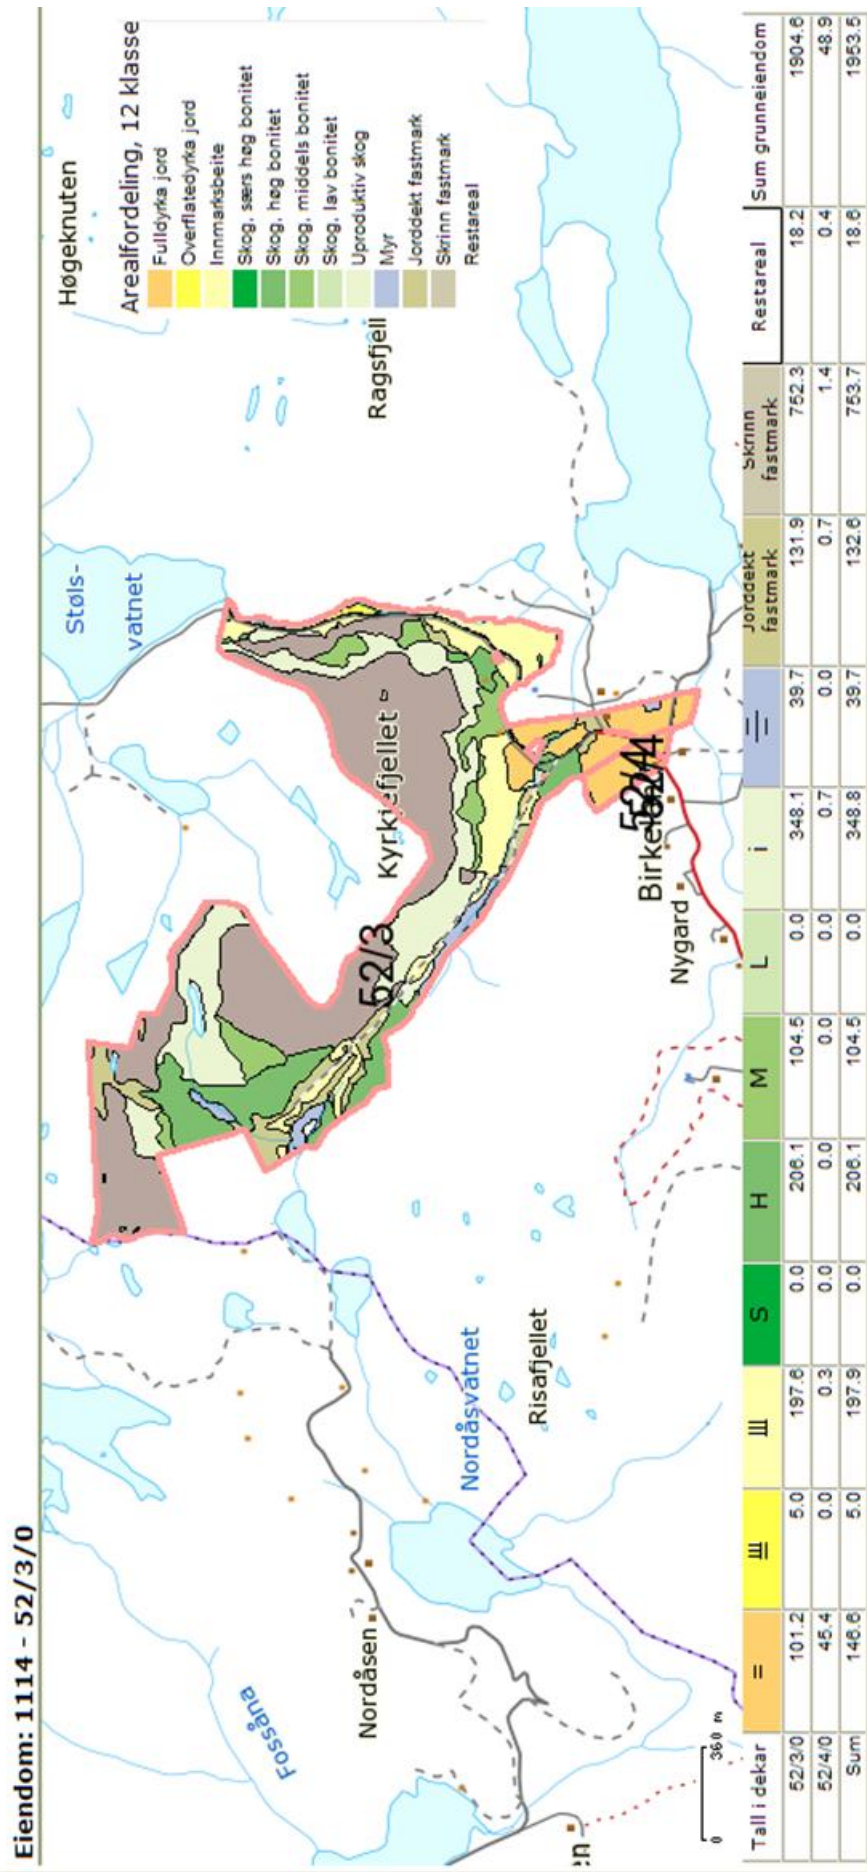 Eiendom: 1114 - 52/3/0
Høgeknuten
Arealfordeling, 12 klasse
Fulldyrka jord
Overflatedyrka jord
Innmarksbeite
Skog, særs høg bonitet
Skog, høg bonitet
Skog, middels bonitet
Skog, lav bonitet
Uproduktiv skog
Myr
Jorddekt fastmark
Skrinn fastmark
Restareal
Støls-
vatnet
Ragsfjell
Kyrkjefjellet
52/3
52/4
Nygard
Nordåsvatnet
Risafjellet
Fossåna
Nordåsen
en
0 360 m
Tall i dekar = S H M L i Jorddekt fastmark Skrinn fastmark Restareal Sum grunneiendom
52/3/0 101.2 5.0 197.6 0.0 206.1 104.5 0.0 348.1 39.7 131.9 752.3 18.2 1904.6
52/4/0 45.4 0.0 0.3 0.0 0.0 0.0 0.0 0.7 0.0 0.7 1.4 0.4 48.9
Sum 146.6 5.0 197.9 0.0 206.1 104.5 0.0 348.8 39.7 132.6 753.7 18.6 1953.5